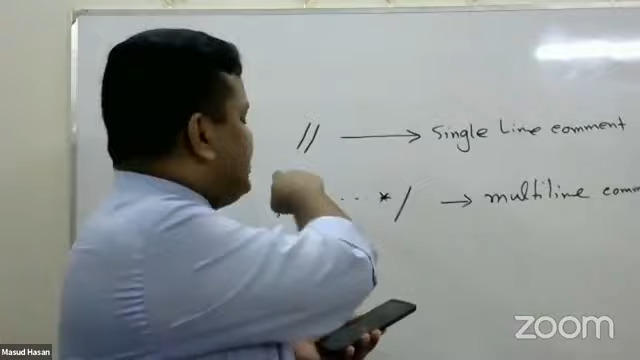 // → Single Line comment
... */ → multiline
Masud Hasan
zoom